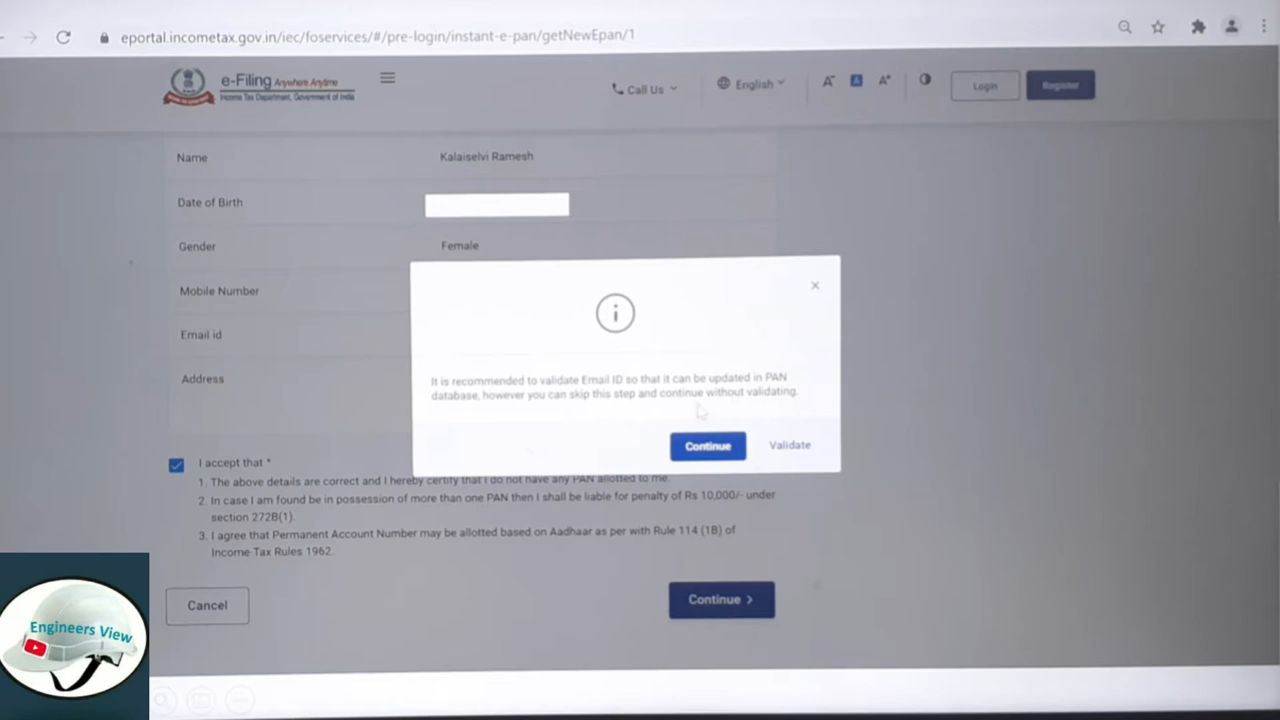 eportal.incometax.gov.in/iec/foservices/#/pre-login/instant-e-pan/getNewEpan/1
e-Filing Anywhere Anytime
Income Tax Department, Government of India
Call Us
English
A-
A
A+
Login
Register
Name
Kalaiselvi Ramesh
Date of Birth
Gender
Female
Mobile Number
Email id
Address
It is recommended to validate Email ID so that it can be updated in PAN
database, however you can skip this step and continue without validating.
Continue
Validate
I accept that *
1. The above details are correct and I hereby certify that I do not have any PAN allotted to me.
2. In case I am found be in possession of more than one PAN then I shall be liable for penalty of Rs 10,000/- under
section 272B(1).
3. I agree that Permanent Account Number may be allotted based on Aadhaar as per with Rule 114 (1B) of
Income-Tax Rules 1962.
Cancel
Continue >
Engineers View